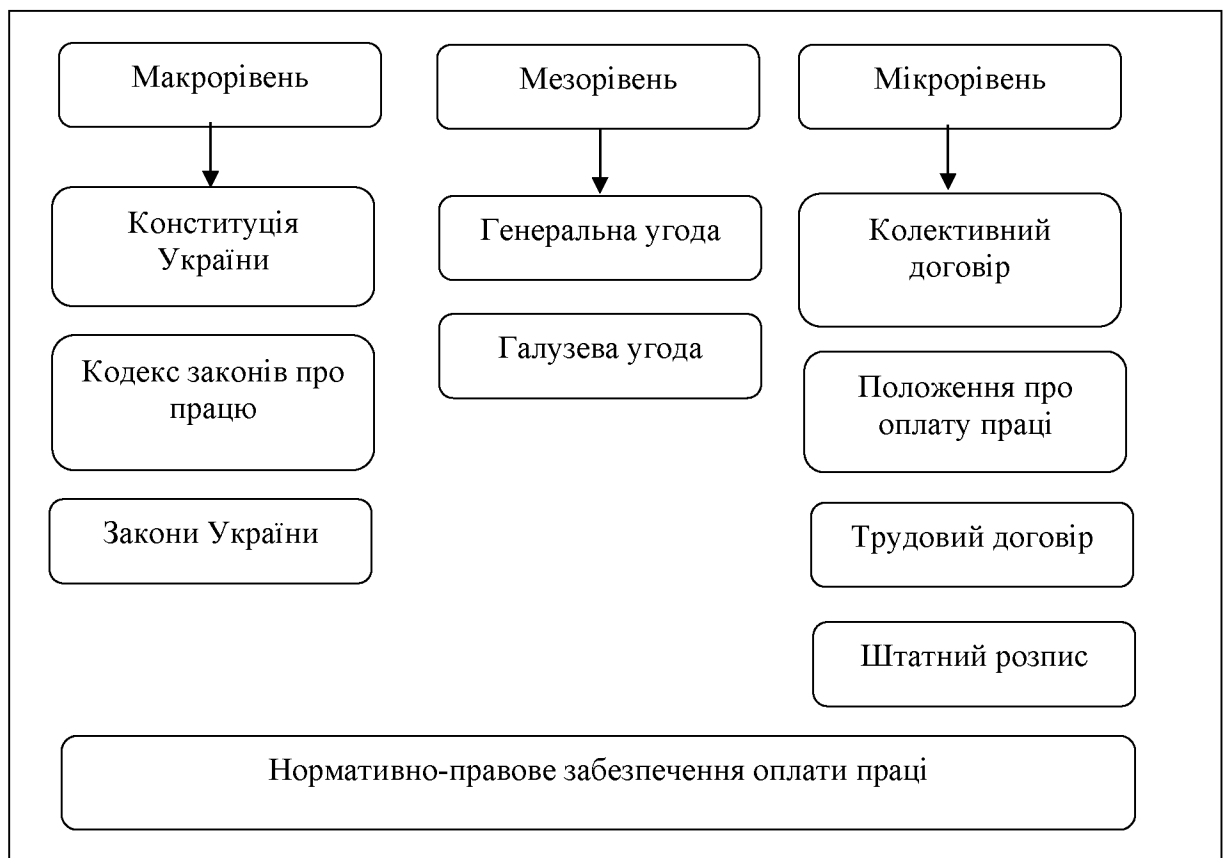 Макрорівень
Мезорівень
Мікрорівень
Конституція
України
Генеральна угода
Колективний
договір
Кодекс законів про
працю
Галузева угода
Положення про
оплату праці
Закони України
Трудовий договір
Штатний розпис
Нормативно-правове забезпечення оплати праці